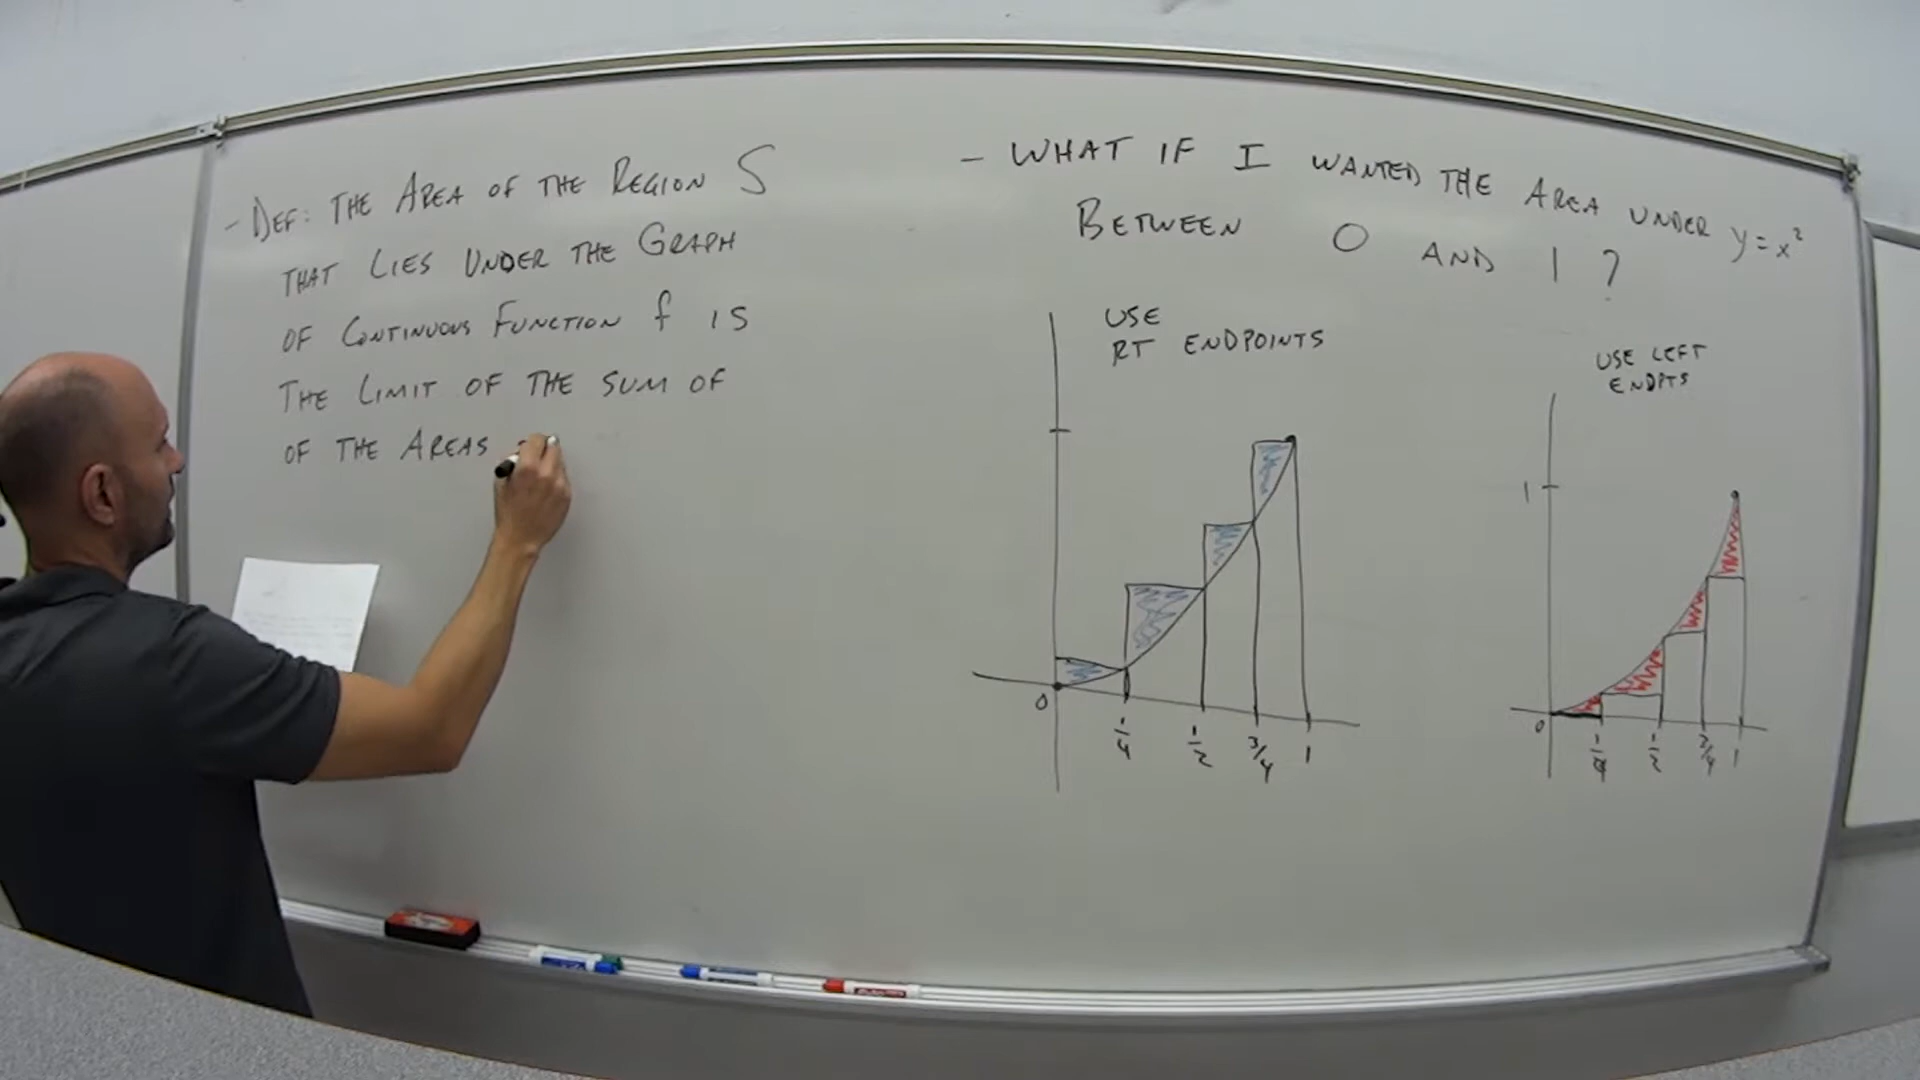 - DEF: THE AREA OF THE REGION S
THAT LIES UNDER THE GRAPH
OF CONTINUOUS FUNCTION f IS
THE LIMIT OF THE SUM OF
OF THE AREAS
- WHAT IF I WANTED THE AREA UNDER y=x²
BETWEEN 0 AND 1 ?
USE
RT ENDPOINTS
0 1/4 1/2 3/4 1
USE LEFT
ENDPTS
1
0 1/4 1/2 3/4 1